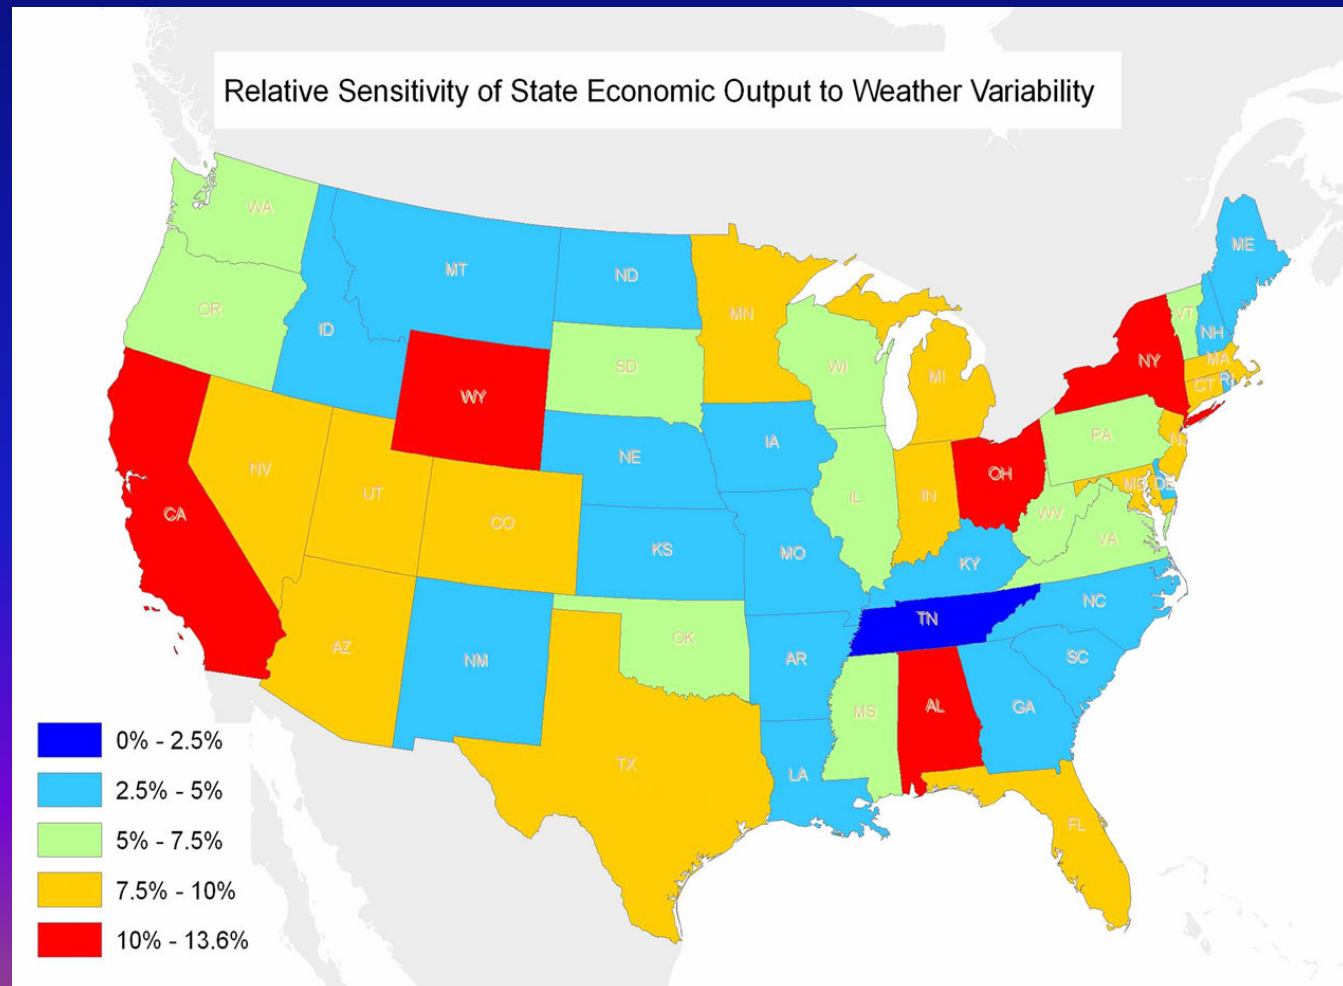 Relative Sensitivity of State Economic Output to Weather Variability
WA
MT
ND
MN
ME
OR
ID
SD
WI
MI
VT
NH
NY
MA
CT
RI
WY
NE
IA
PA
NJ
NV
UT
CO
IL
IN
OH
MD
DE
CA
KS
MO
KY
WV
VA
AZ
NM
OK
AR
TN
NC
SC
MS
AL
GA
TX
LA
FL
0% - 2.5%
2.5% - 5%
5% - 7.5%
7.5% - 10%
10% - 13.6%